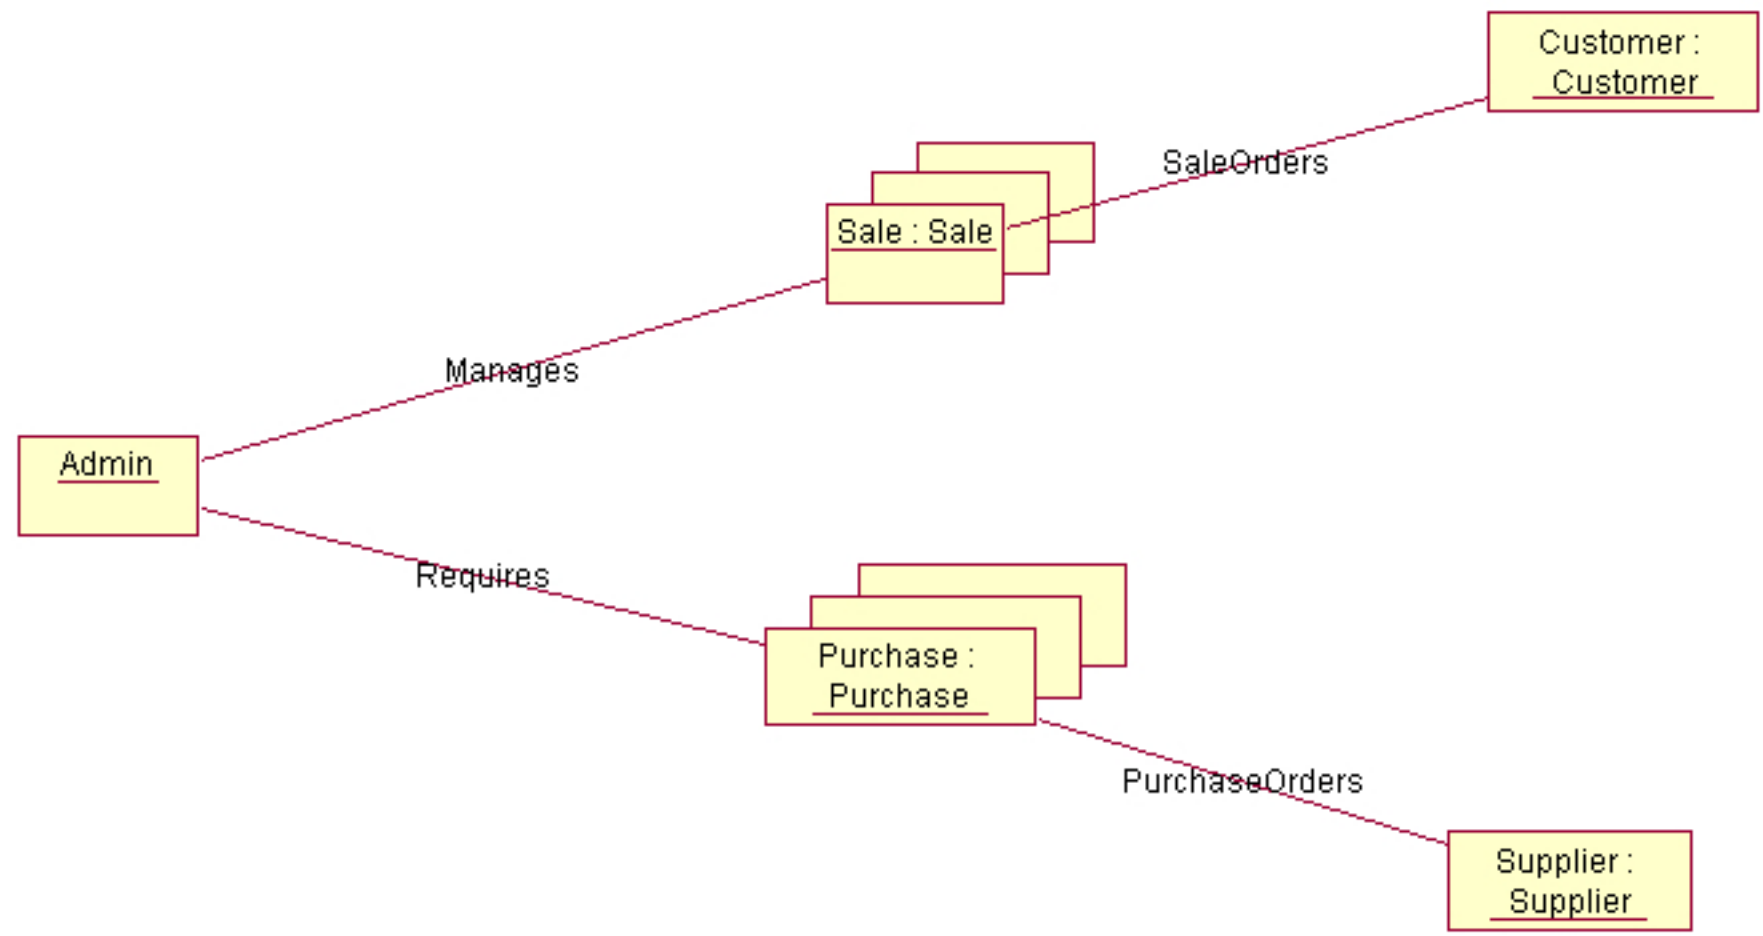 Customer :
Customer
SaleOrders
Sale : Sale
Manages
Admin
Requires
Purchase :
Purchase
PurchaseOrders
Supplier :
Supplier